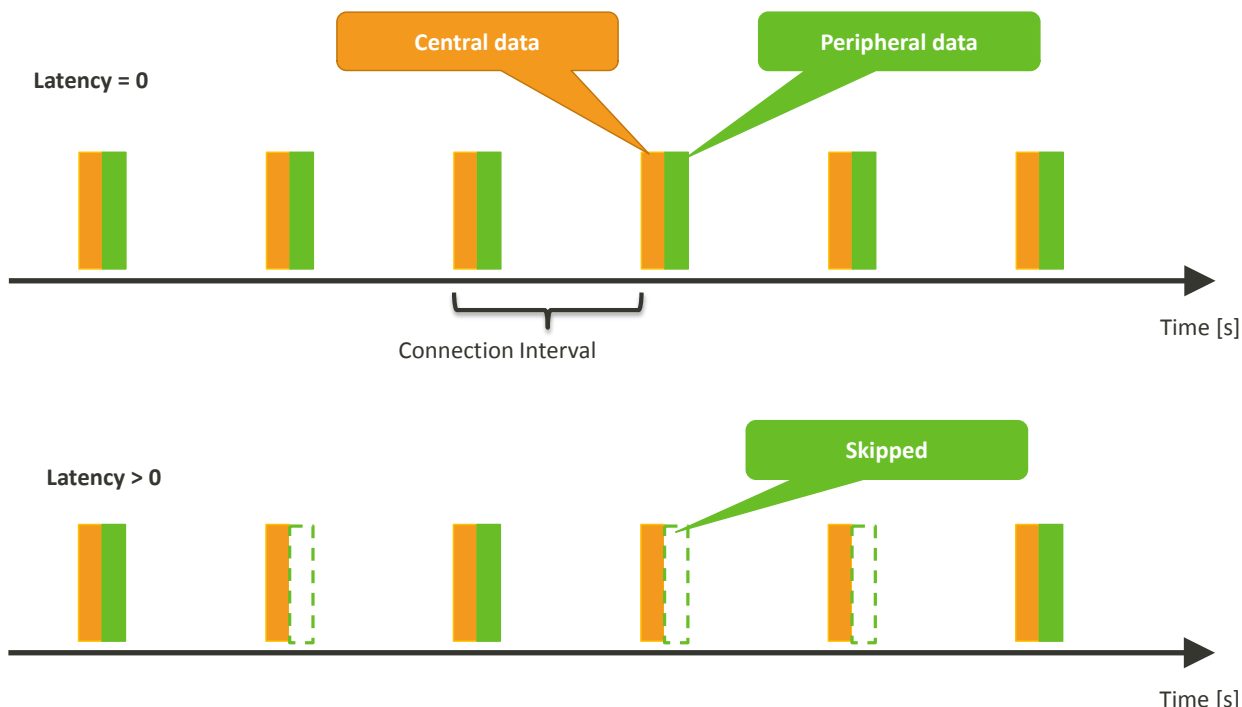 Central data
Peripheral data
Latency = 0
Time [s]
Connection Interval
Skipped
Latency > 0
Time [s]